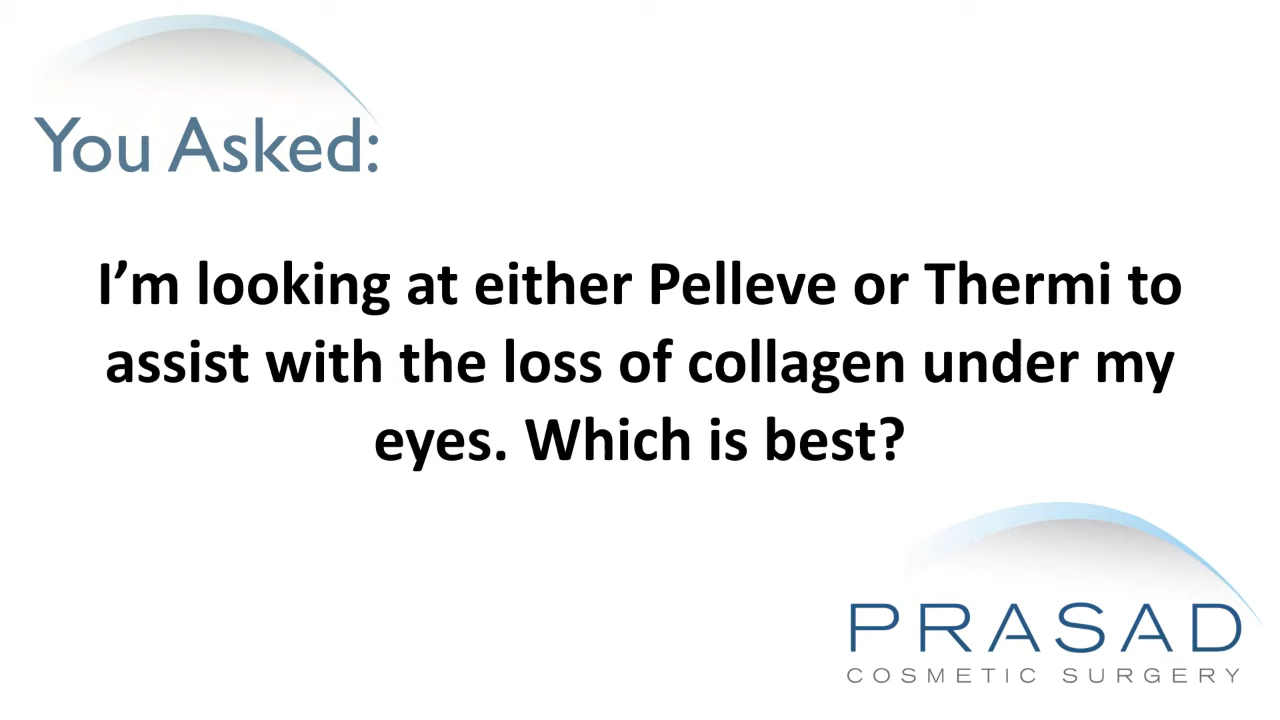 You Asked:
I’m looking at either Pelleve or Thermi to
assist with the loss of collagen under my
eyes. Which is best?
PRASAD
COSMETIC SURGERY